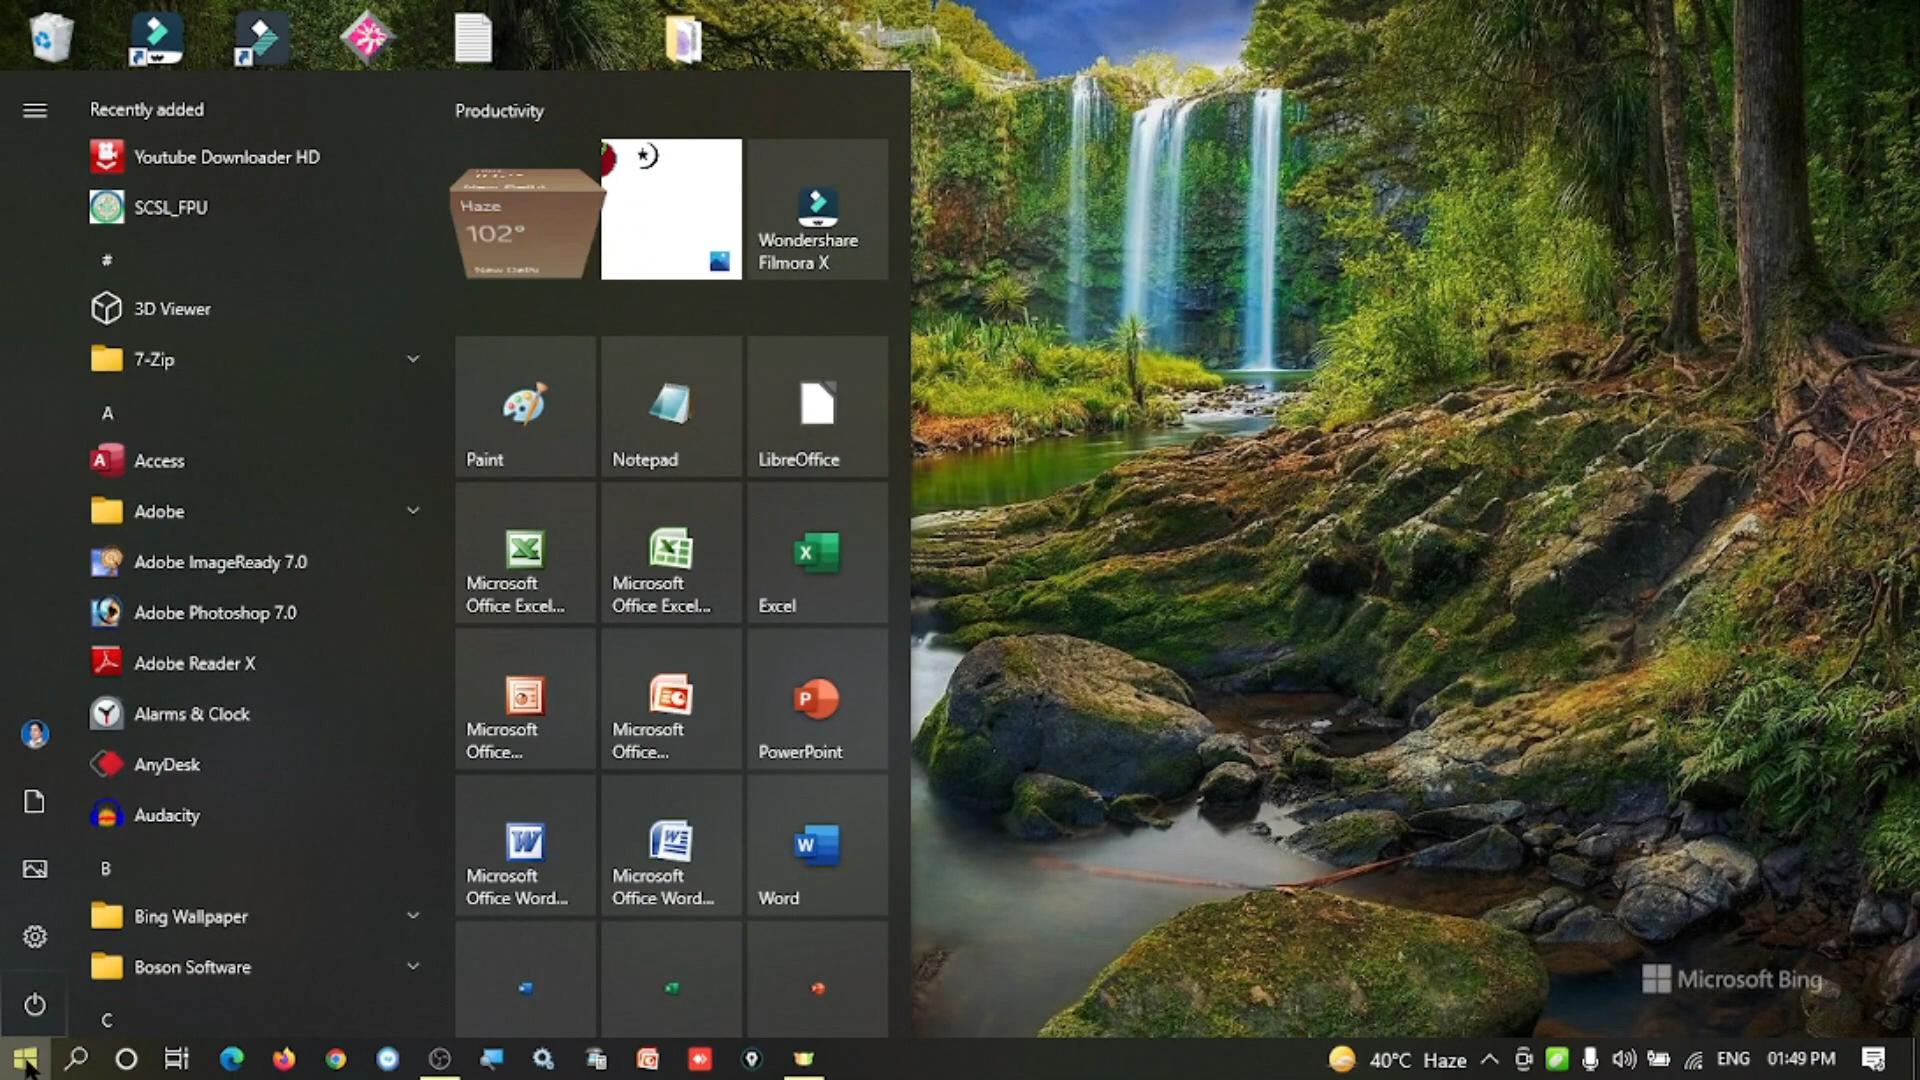 Recently added
Youtube Downloader HD
SCSL_FPU
#
3D Viewer
7-Zip
A
Access
Adobe
Adobe ImageReady 7.0
Adobe Photoshop 7.0
Adobe Reader X
Alarms & Clock
AnyDesk
Audacity
B
Bing Wallpaper
Boson Software
C
Productivity
Haze
102°
Wondershare
Filmora X
Paint
Notepad
LibreOffice
Microsoft
Office Excel...
Microsoft
Office Excel...
Excel
Microsoft
Office...
Microsoft
Office...
PowerPoint
Microsoft
Office Word...
Microsoft
Office Word...
Word
Microsoft Bing
40°C Haze
ENG
01:49 PM